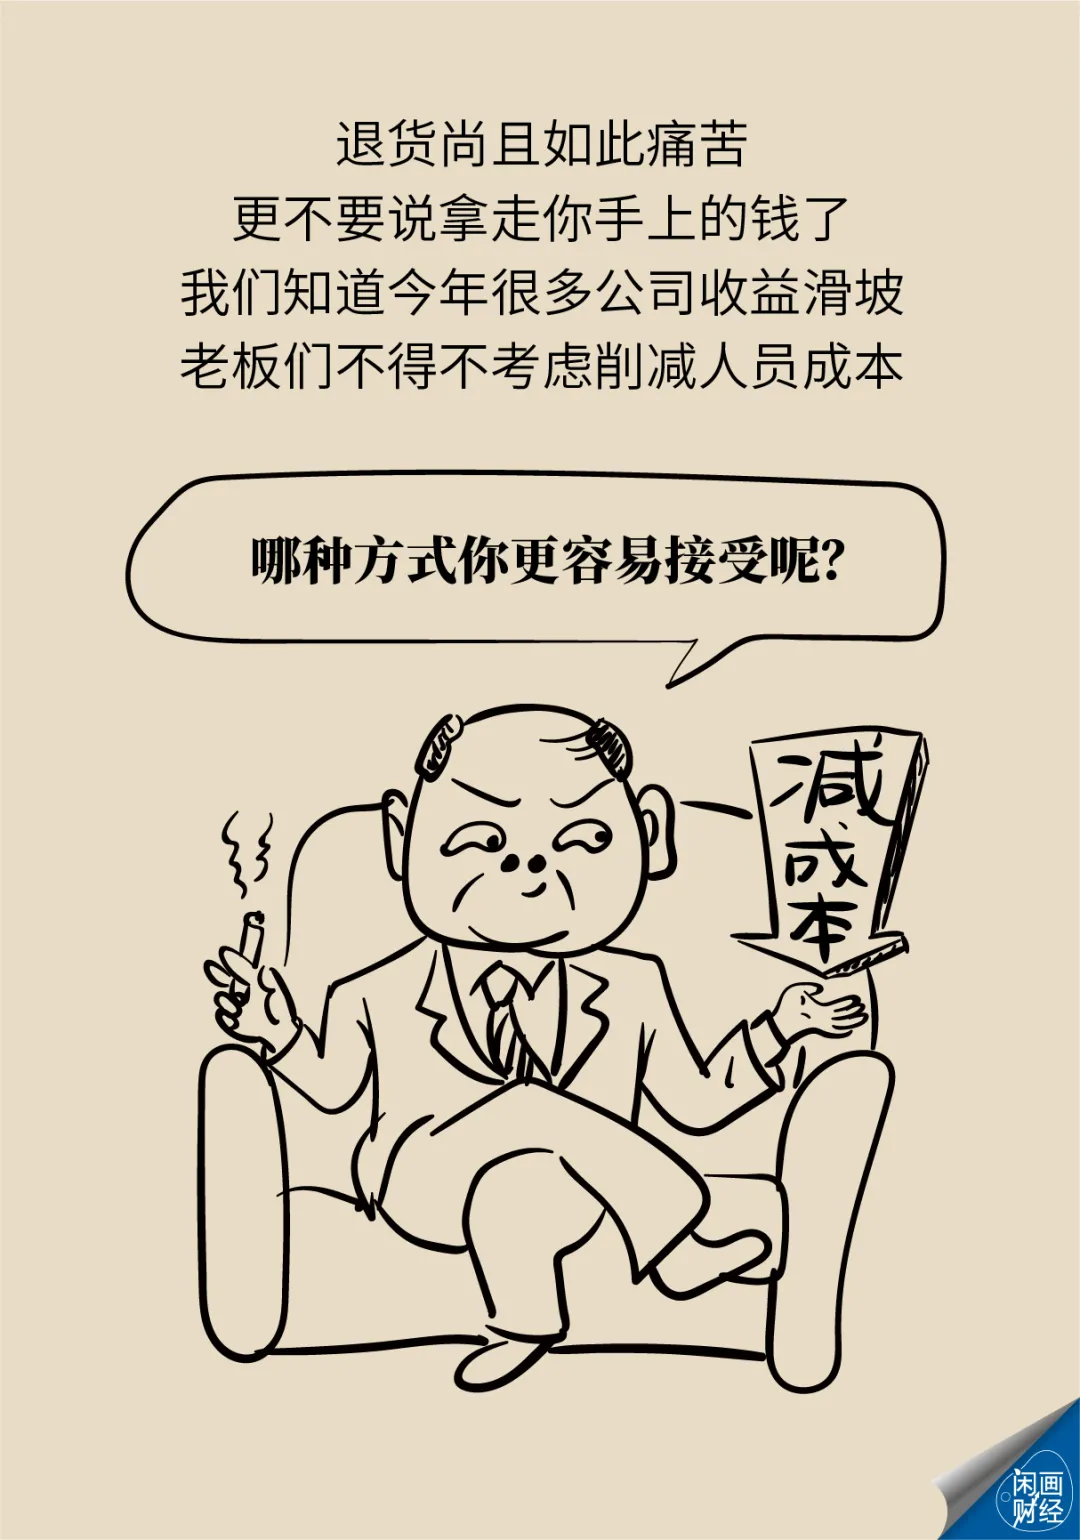 退货尚且如此痛苦
更不要说拿走你手上的钱了
我们知道今年很多公司收益滑坡
老板们不得不考虑削减人员成本
哪种方式你更容易接受呢？
减
成
本
闲画
财经